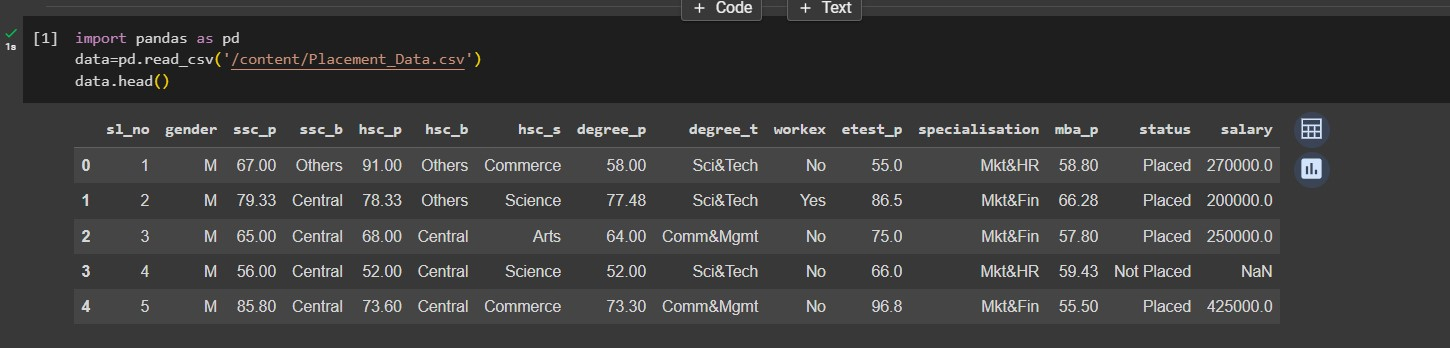 + Code + Text
1s [1] import pandas as pd
data=pd.read_csv('/content/Placement_Data.csv')
data.head()
sl_no gender ssc_p ssc_b hsc_p hsc_b hsc_s degree_p degree_t workex etest_p specialisation mba_p status salary
0 1 M 67.00 Others 91.00 Others Commerce 58.00 Sci&Tech No 55.0 Mkt&HR 58.80 Placed 270000.0
1 2 M 79.33 Central 78.33 Others Science 77.48 Sci&Tech Yes 86.5 Mkt&Fin 66.28 Placed 200000.0
2 3 M 65.00 Central 68.00 Central Arts 64.00 Comm&Mgmt No 75.0 Mkt&Fin 57.80 Placed 250000.0
3 4 M 56.00 Central 52.00 Central Science 52.00 Sci&Tech No 66.0 Mkt&HR 59.43 Not Placed NaN
4 5 M 85.80 Central 73.60 Central Commerce 73.30 Comm&Mgmt No 96.8 Mkt&Fin 55.50 Placed 425000.0